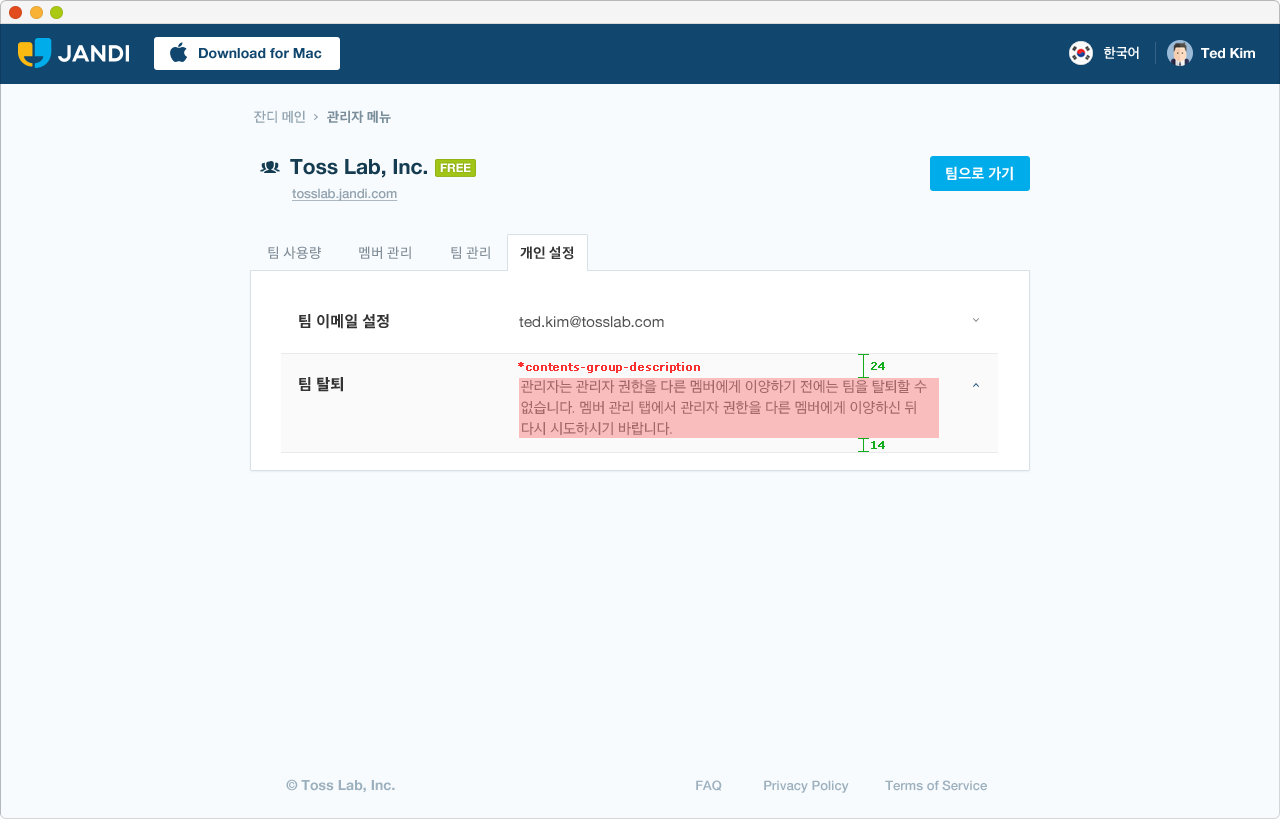 JANDI
Download for Mac
한국어
Ted Kim
잔디 메인 › 관리자 메뉴
Toss Lab, Inc. FREE
tosslab.jandi.com
팀으로 가기
팀 사용량
멤버 관리
팀 관리
개인 설정
팀 이메일 설정
ted.kim@tosslab.com
팀 탈퇴
*contents-group-description
24
관리자는 관리자 권한을 다른 멤버에게 이양하기 전에는 팀을 탈퇴할 수
없습니다. 멤버 관리 탭에서 관리자 권한을 다른 멤버에게 이양하신 뒤
다시 시도하시기 바랍니다.
14
© Toss Lab, Inc.
FAQ
Privacy Policy
Terms of Service